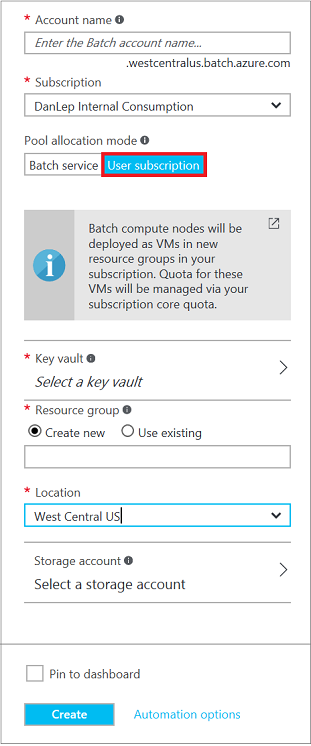 * Account name
Enter the Batch account name...
.westcentralus.batch.azure.com
* Subscription
DanLep Internal Consumption
Pool allocation mode
Batch service User subscription
Batch compute nodes will be
deployed as VMs in new
resource groups in your
subscription. Quota for these
VMs will be managed via your
subscription core quota.
* Key vault
Select a key vault
* Resource group
Create new Use existing
* Location
West Central US
Storage account
Select a storage account
Pin to dashboard
Create Automation options